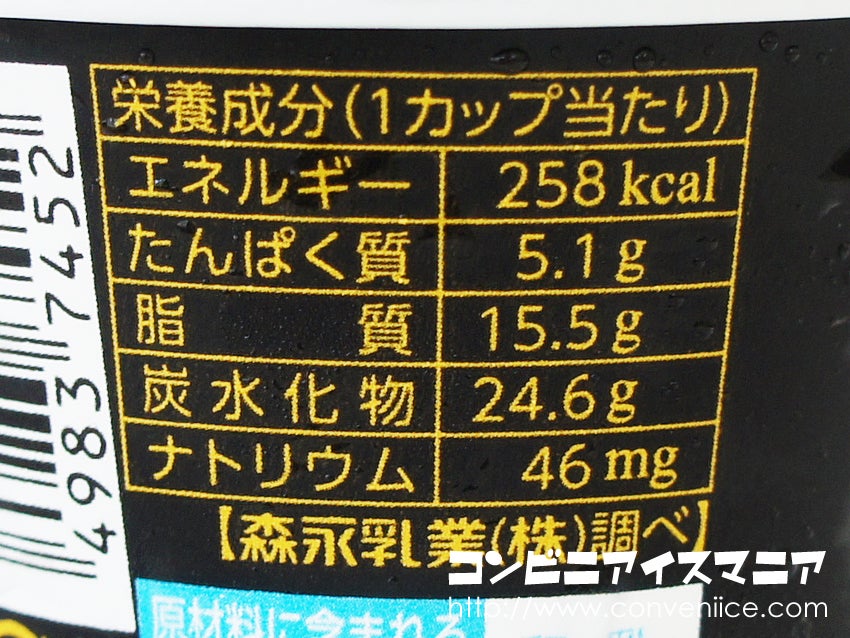 栄養成分(1カップ当たり)
エネルギー 258 kcal
たんぱく質 5.1 g
脂質 15.5 g
炭水化物 24.6 g
ナトリウム 46 mg
【森永乳業(株)調べ】
4983 7452
原材料に含まれる
コンビニアイスマニア
http://www.conveniice.com